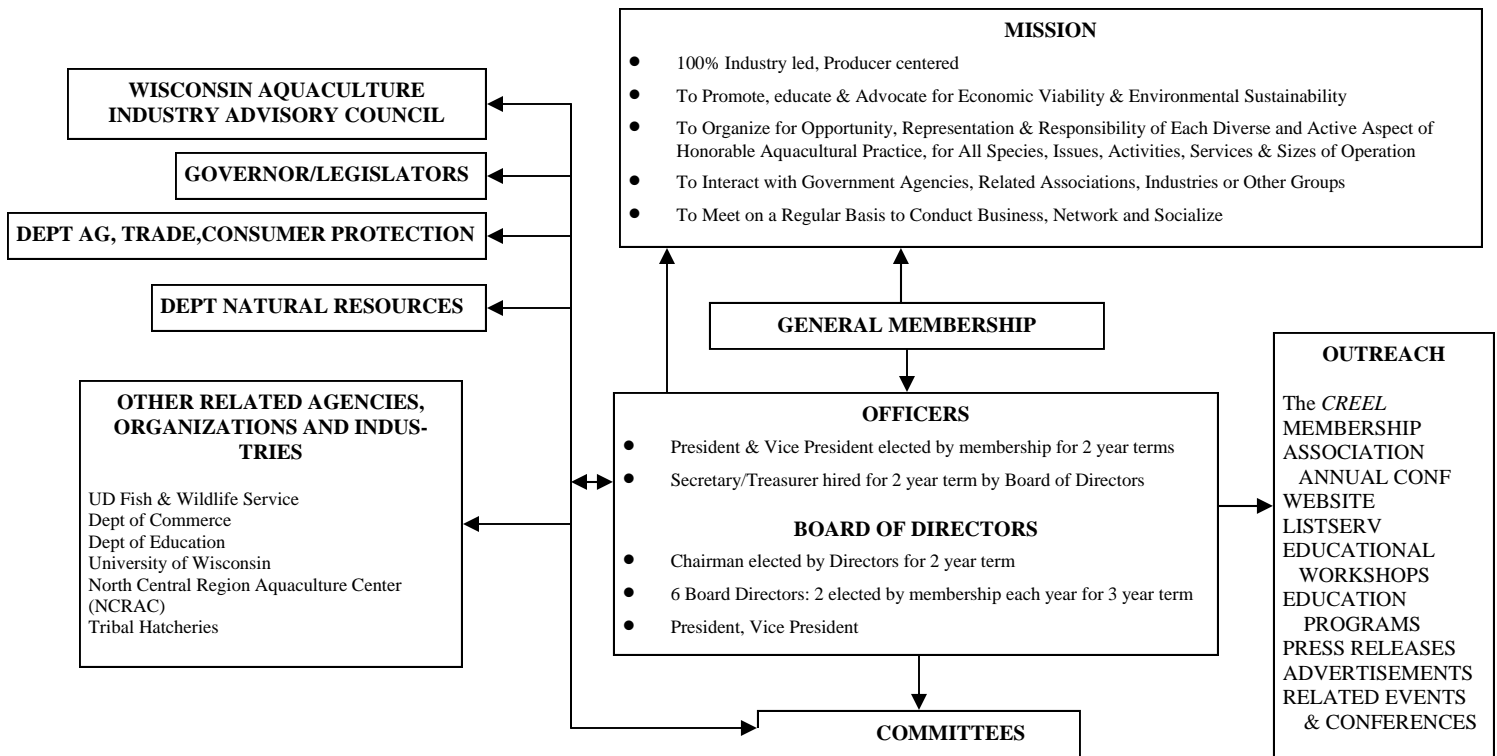 MISSION
● 100% Industry led, Producer centered
● To Promote, educate & Advocate for Economic Viability & Environmental Sustainability
● To Organize for Opportunity, Representation & Responsibility of Each Diverse and Active Aspect of
Honorable Aquacultural Practice, for All Species, Issues, Activities, Services & Sizes of Operation
● To Interact with Government Agencies, Related Associations, Industries or Other Groups
● To Meet on a Regular Basis to Conduct Business, Network and Socialize
WISCONSIN AQUACULTURE
INDUSTRY ADVISORY COUNCIL
GOVERNOR/LEGISLATORS
DEPT AG, TRADE,CONSUMER PROTECTION
DEPT NATURAL RESOURCES
OTHER RELATED AGENCIES,
ORGANIZATIONS AND INDUS-
TRIES
UD Fish & Wildlife Service
Dept of Commerce
Dept of Education
University of Wisconsin
North Central Region Aquaculture Center
(NCRAC)
Tribal Hatcheries
GENERAL MEMBERSHIP
OFFICERS
● President & Vice President elected by membership for 2 year terms
● Secretary/Treasurer hired for 2 year term by Board of Directors
BOARD OF DIRECTORS
● Chairman elected by Directors for 2 year term
● 6 Board Directors: 2 elected by membership each year for 3 year term
● President, Vice President
COMMITTEES
OUTREACH
The CREEL
MEMBERSHIP
ASSOCIATION
ANNUAL CONF
WEBSITE
LISTSERV
EDUCATIONAL
WORKSHOPS
EDUCATION
PROGRAMS
PRESS RELEASES
ADVERTISEMENTS
RELATED EVENTS
& CONFERENCES